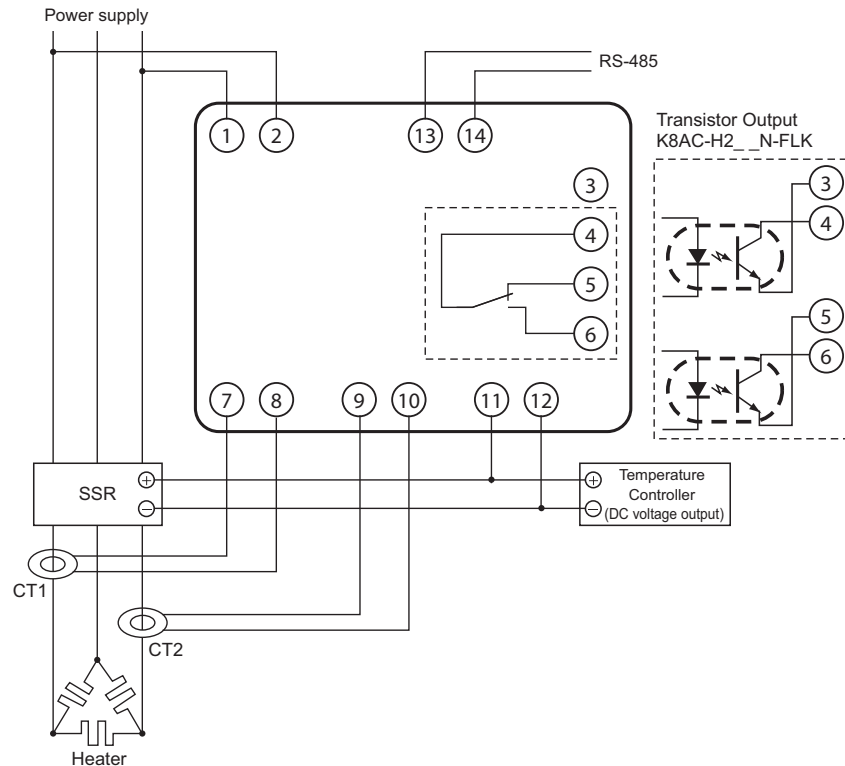 Power supply
RS-485
1 2 13 14
Transistor Output
K8AC-H2_ _N-FLK
3
4
5
6
3
4
5
6
7 8 9 10 11 12
SSR
+
−
+
−
Temperature
Controller
(DC voltage output)
CT1
CT2
Heater